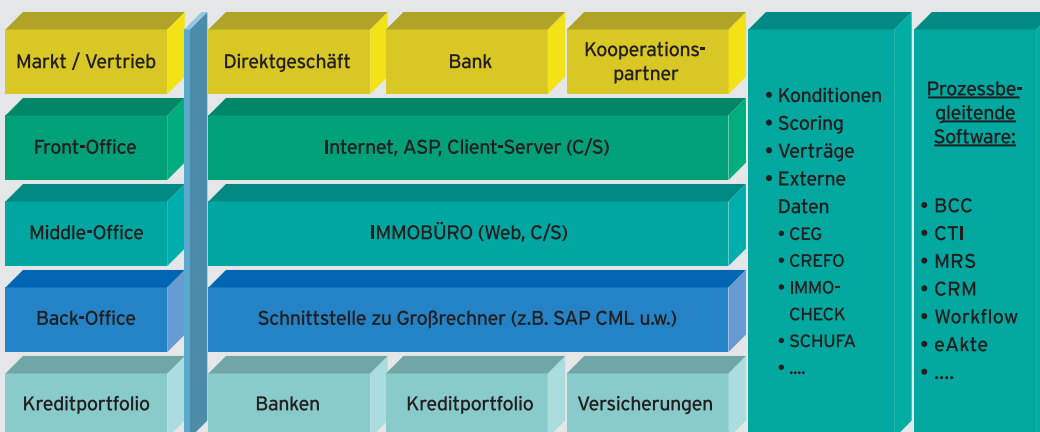 Markt / Vertrieb
Direktgeschäft
Bank
Kooperations-
partner
Front-Office
Internet, ASP, Client-Server (C/S)
Middle-Office
IMMOBÜRO (Web, C/S)
Back-Office
Schnittstelle zu Großrechner (z.B. SAP CML u.w.)
Kreditportfolio
Banken
Kreditportfolio
Versicherungen
• Konditionen
• Scoring
• Verträge
• Externe
Daten
• CEG
• CREFO
• IMMO-
CHECK
• SCHUFA
• ....
Prozessbe-
gleitende
Software:
• BCC
• CTI
• MRS
• CRM
• Workflow
• eAkte
• ....